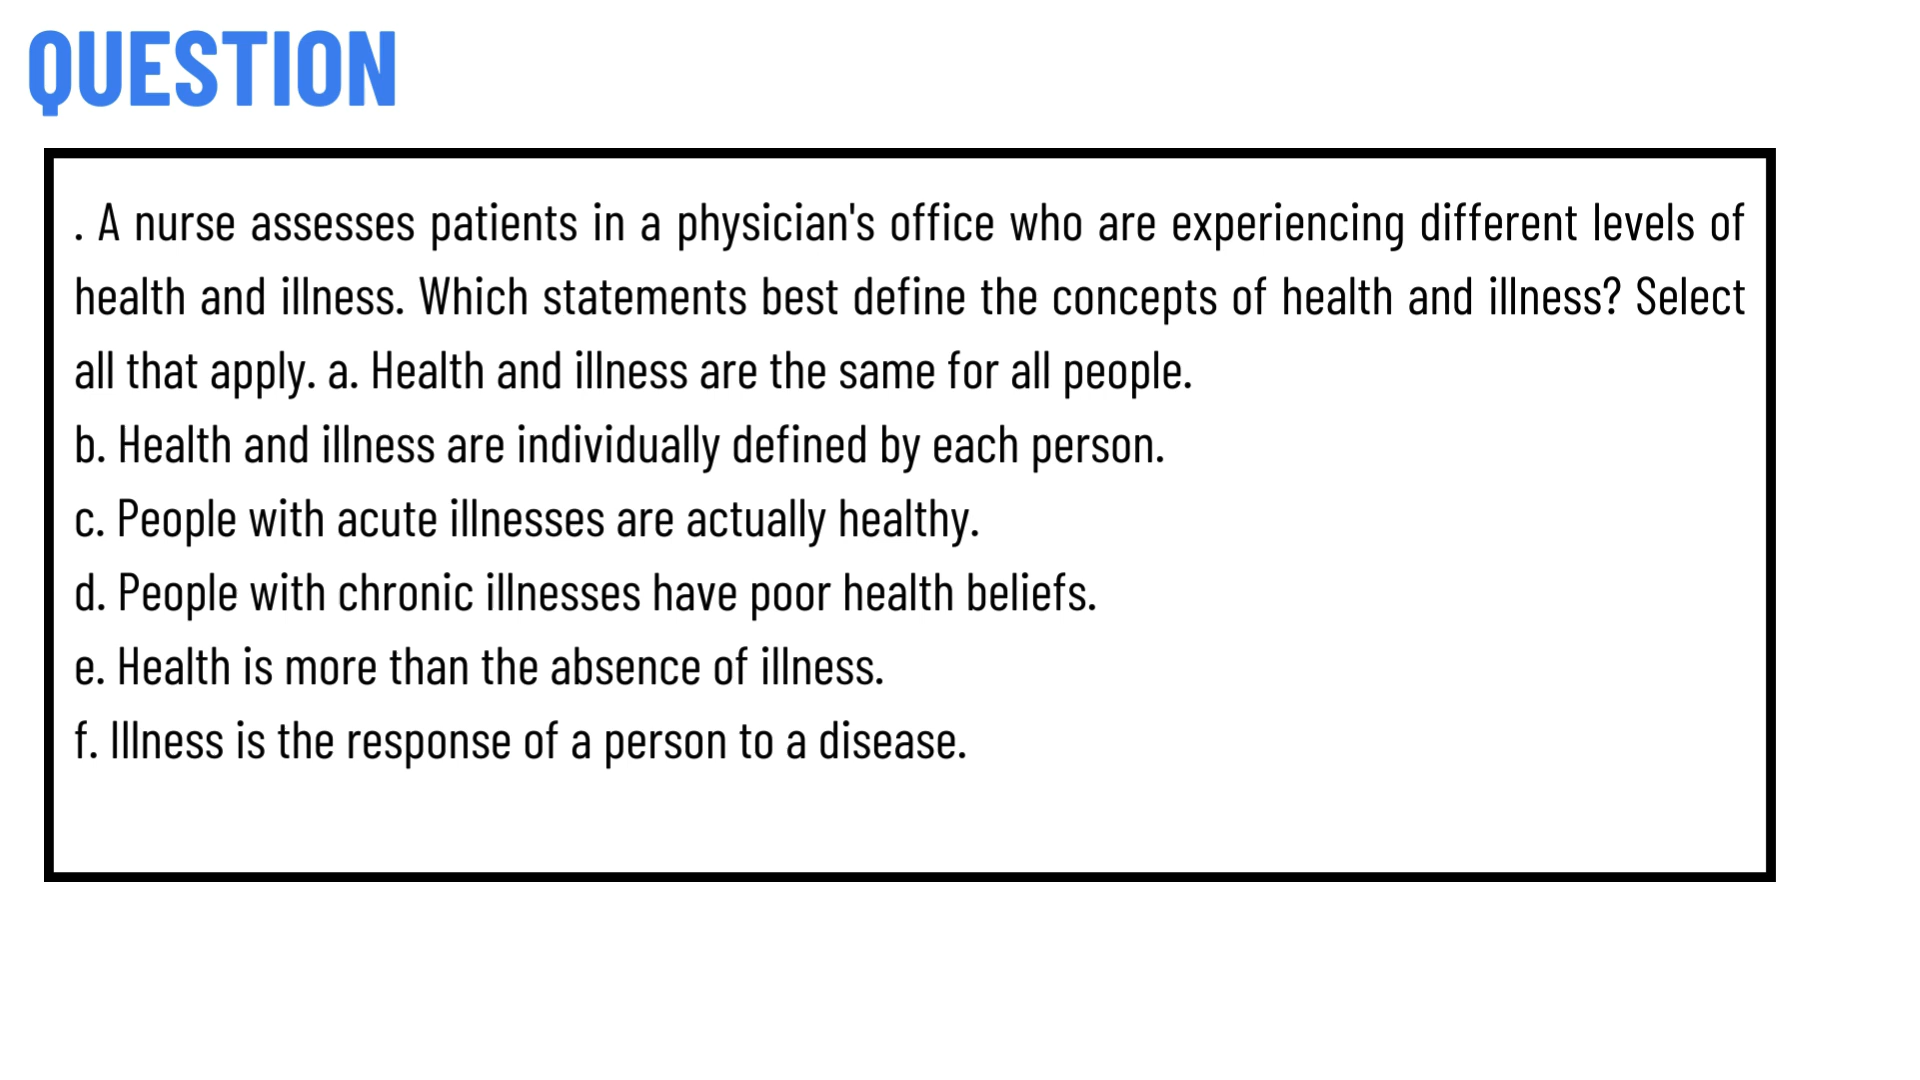 QUESTION
. A nurse assesses patients in a physician's office who are experiencing different levels of
health and illness. Which statements best define the concepts of health and illness? Select
all that apply. a. Health and illness are the same for all people.
b. Health and illness are individually defined by each person.
c. People with acute illnesses are actually healthy.
d. People with chronic illnesses have poor health beliefs.
e. Health is more than the absence of illness.
f. Illness is the response of a person to a disease.